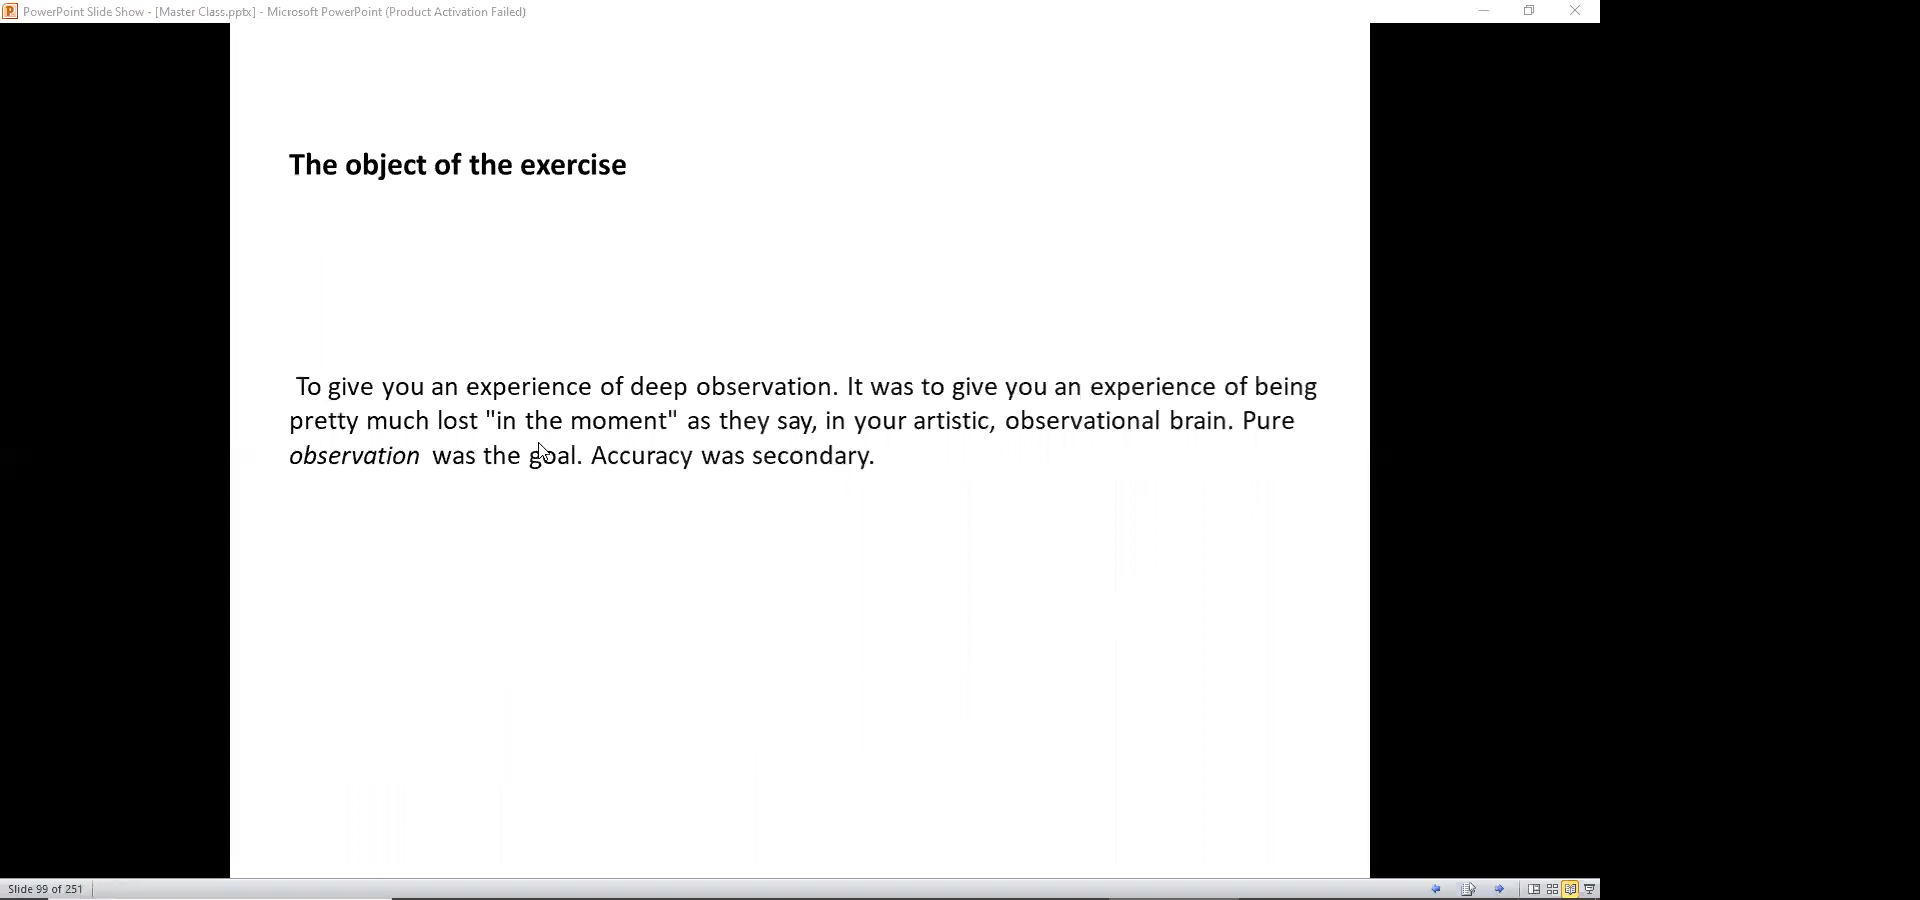 PowerPoint Slide Show - [Master Class.pptx] - Microsoft PowerPoint (Product Activation Failed)
The object of the exercise
To give you an experience of deep observation. It was to give you an experience of being
pretty much lost "in the moment" as they say, in your artistic, observational brain. Pure
observation was the goal. Accuracy was secondary.
Slide 99 of 251